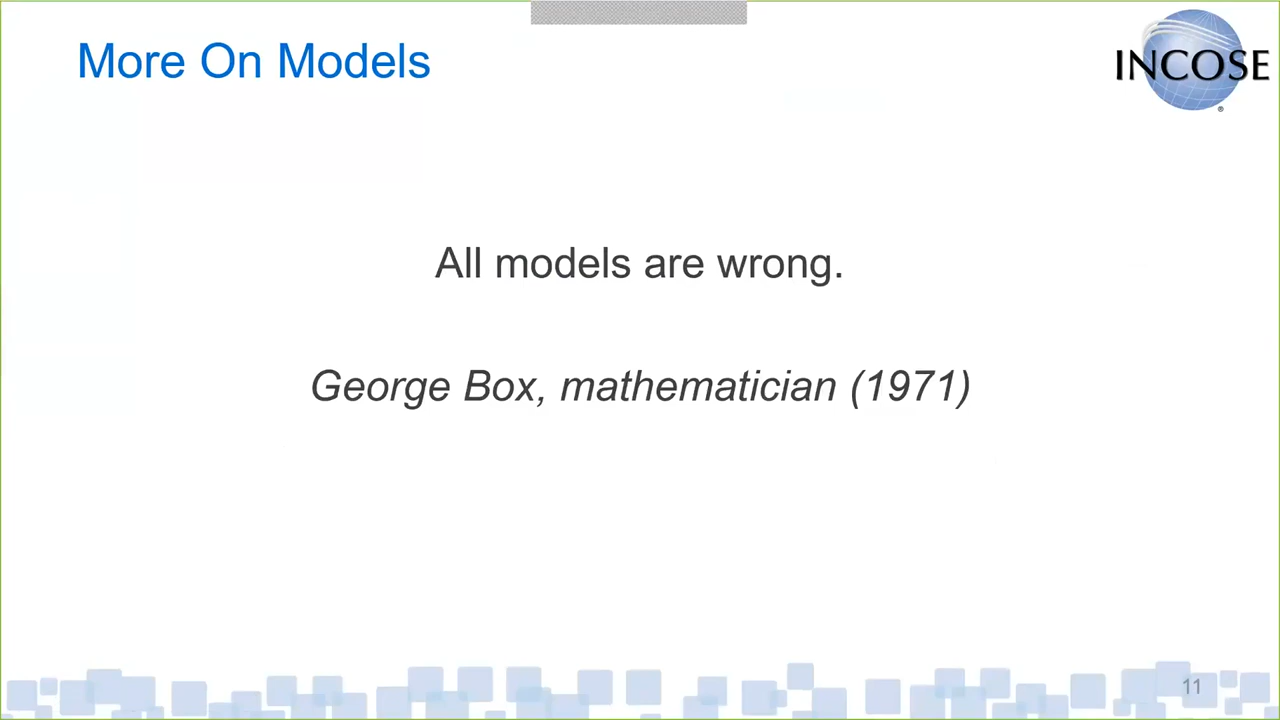 More On Models
INCOSE
®
All models are wrong.
George Box, mathematician (1971)
11